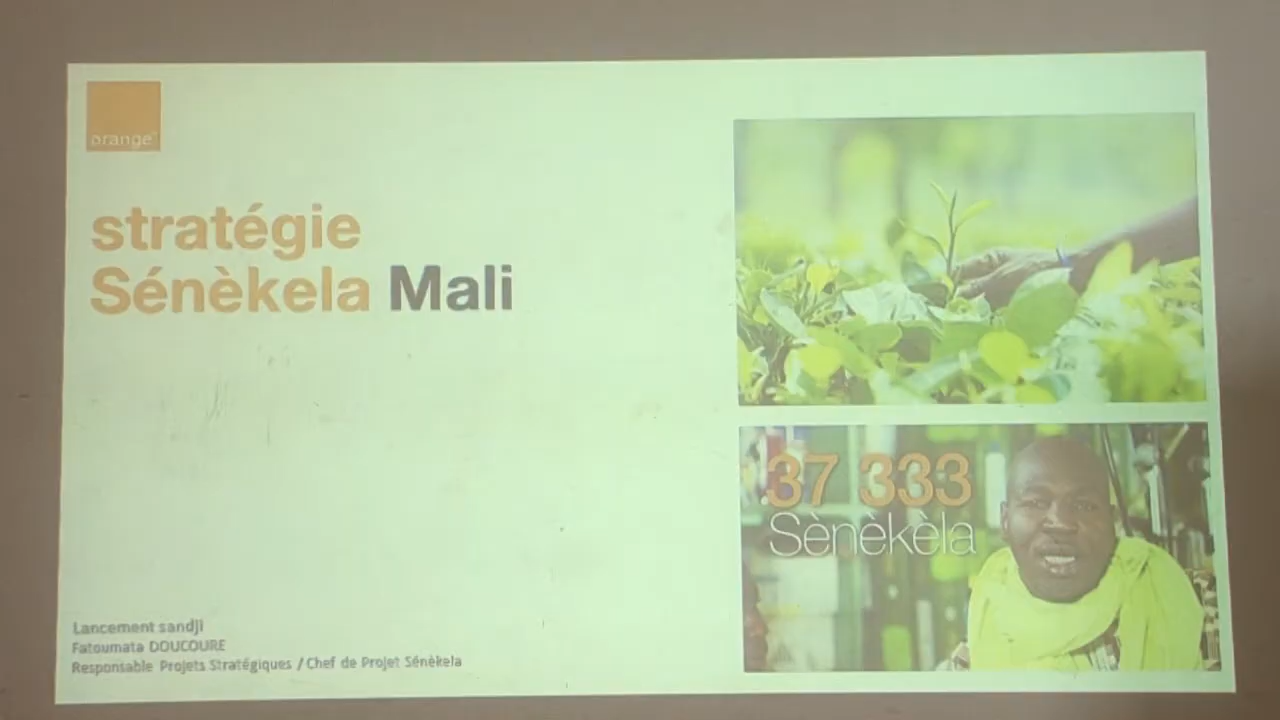 orange
stratégie
Sénèkela Mali
37 333
Sènèkèla
Lancement sandji
Fatoumata DOUCOURE
Responsable Projets Stratégiques / Chef de Projet Sénèkela